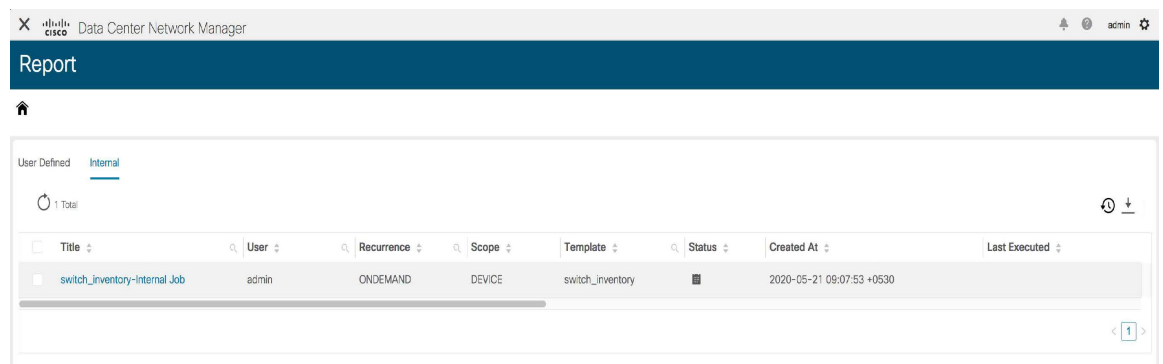 CISCO Data Center Network Manager admin
Report
User Defined Internal
1 Total
Title User Recurrence Scope Template Status Created At Last Executed
switch_inventory-Internal Job admin ONDEMAND DEVICE switch_inventory 2020-05-21 09:07:53 +0530
1